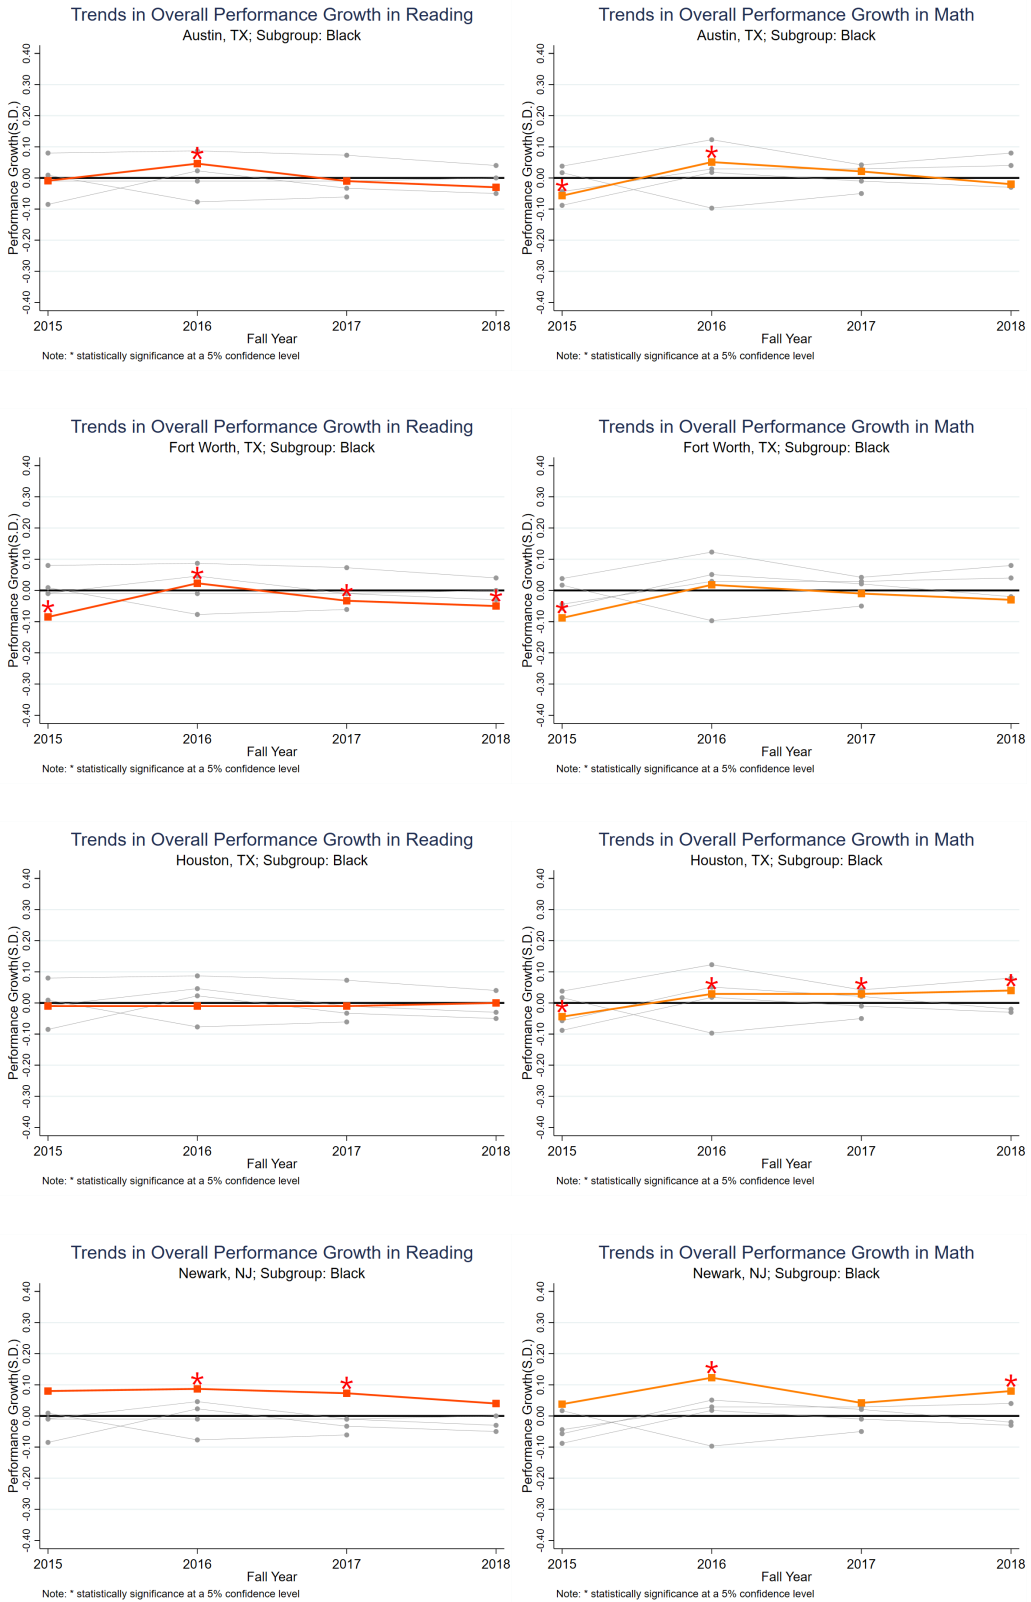 Trends in Overall Performance Growth in Reading
Austin, TX; Subgroup: Black
Performance Growth(S.D.)
0.40
0.30
0.20
0.10
0.00
-0.10
-0.20
-0.30
-0.40
2015 2016 2017 2018
Fall Year
Note: * statistically significance at a 5% confidence level
Trends in Overall Performance Growth in Math
Austin, TX; Subgroup: Black
Performance Growth(S.D.)
0.40
0.30
0.20
0.10
0.00
-0.10
-0.20
-0.30
-0.40
2015 2016 2017 2018
Fall Year
Note: * statistically significance at a 5% confidence level
Trends in Overall Performance Growth in Reading
Fort Worth, TX; Subgroup: Black
Performance Growth(S.D.)
0.40
0.30
0.20
0.10
0.00
-0.10
-0.20
-0.30
-0.40
2015 2016 2017 2018
Fall Year
Note: * statistically significance at a 5% confidence level
Trends in Overall Performance Growth in Math
Fort Worth, TX; Subgroup: Black
Performance Growth(S.D.)
0.40
0.30
0.20
0.10
0.00
-0.10
-0.20
-0.30
-0.40
2015 2016 2017 2018
Fall Year
Note: * statistically significance at a 5% confidence level
Trends in Overall Performance Growth in Reading
Houston, TX; Subgroup: Black
Performance Growth(S.D.)
0.40
0.30
0.20
0.10
0.00
-0.10
-0.20
-0.30
-0.40
2015 2016 2017 2018
Fall Year
Note: * statistically significance at a 5% confidence level
Trends in Overall Performance Growth in Math
Houston, TX; Subgroup: Black
Performance Growth(S.D.)
0.40
0.30
0.20
0.10
0.00
-0.10
-0.20
-0.30
-0.40
2015 2016 2017 2018
Fall Year
Note: * statistically significance at a 5% confidence level
Trends in Overall Performance Growth in Reading
Newark, NJ; Subgroup: Black
Performance Growth(S.D.)
0.40
0.30
0.20
0.10
0.00
-0.10
-0.20
-0.30
-0.40
2015 2016 2017 2018
Fall Year
Note: * statistically significance at a 5% confidence level
Trends in Overall Performance Growth in Math
Newark, NJ; Subgroup: Black
Performance Growth(S.D.)
0.40
0.30
0.20
0.10
0.00
-0.10
-0.20
-0.30
-0.40
2015 2016 2017 2018
Fall Year
Note: * statistically significance at a 5% confidence level